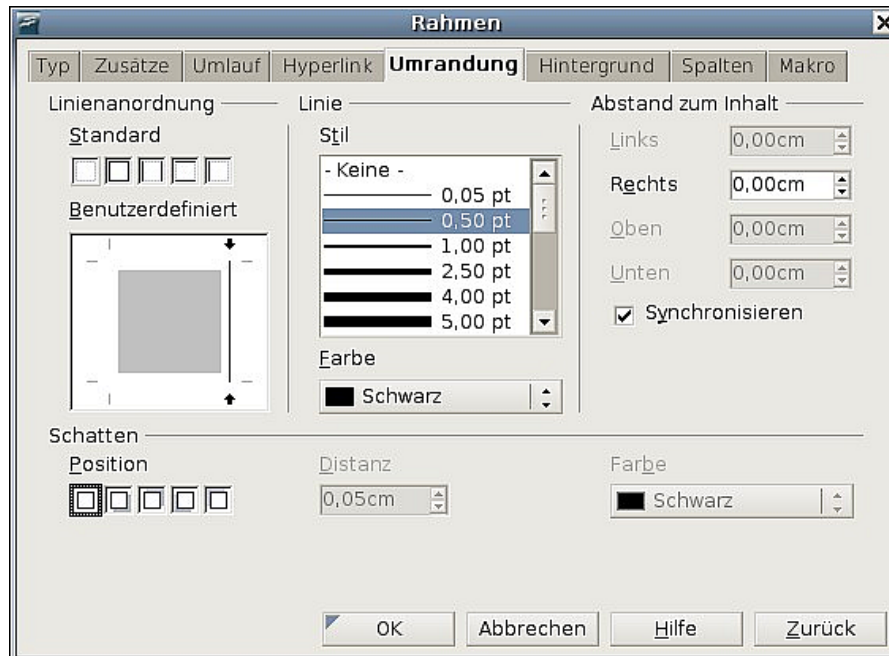 Rahmen
Typ Zusätze Umlauf Hyperlink Umrandung Hintergrund Spalten Makro
Linienanordnung
Standard
Benutzerdefiniert
Linie
Stil
- Keine -
0,05 pt
0,50 pt
1,00 pt
2,50 pt
4,00 pt
5,00 pt
Farbe
Schwarz
Abstand zum Inhalt
Links 0,00cm
Rechts 0,00cm
Oben 0,00cm
Unten 0,00cm
Synchronisieren
Schatten
Position
Distanz
0,05cm
Farbe
Schwarz
OK Abbrechen Hilfe Zurück